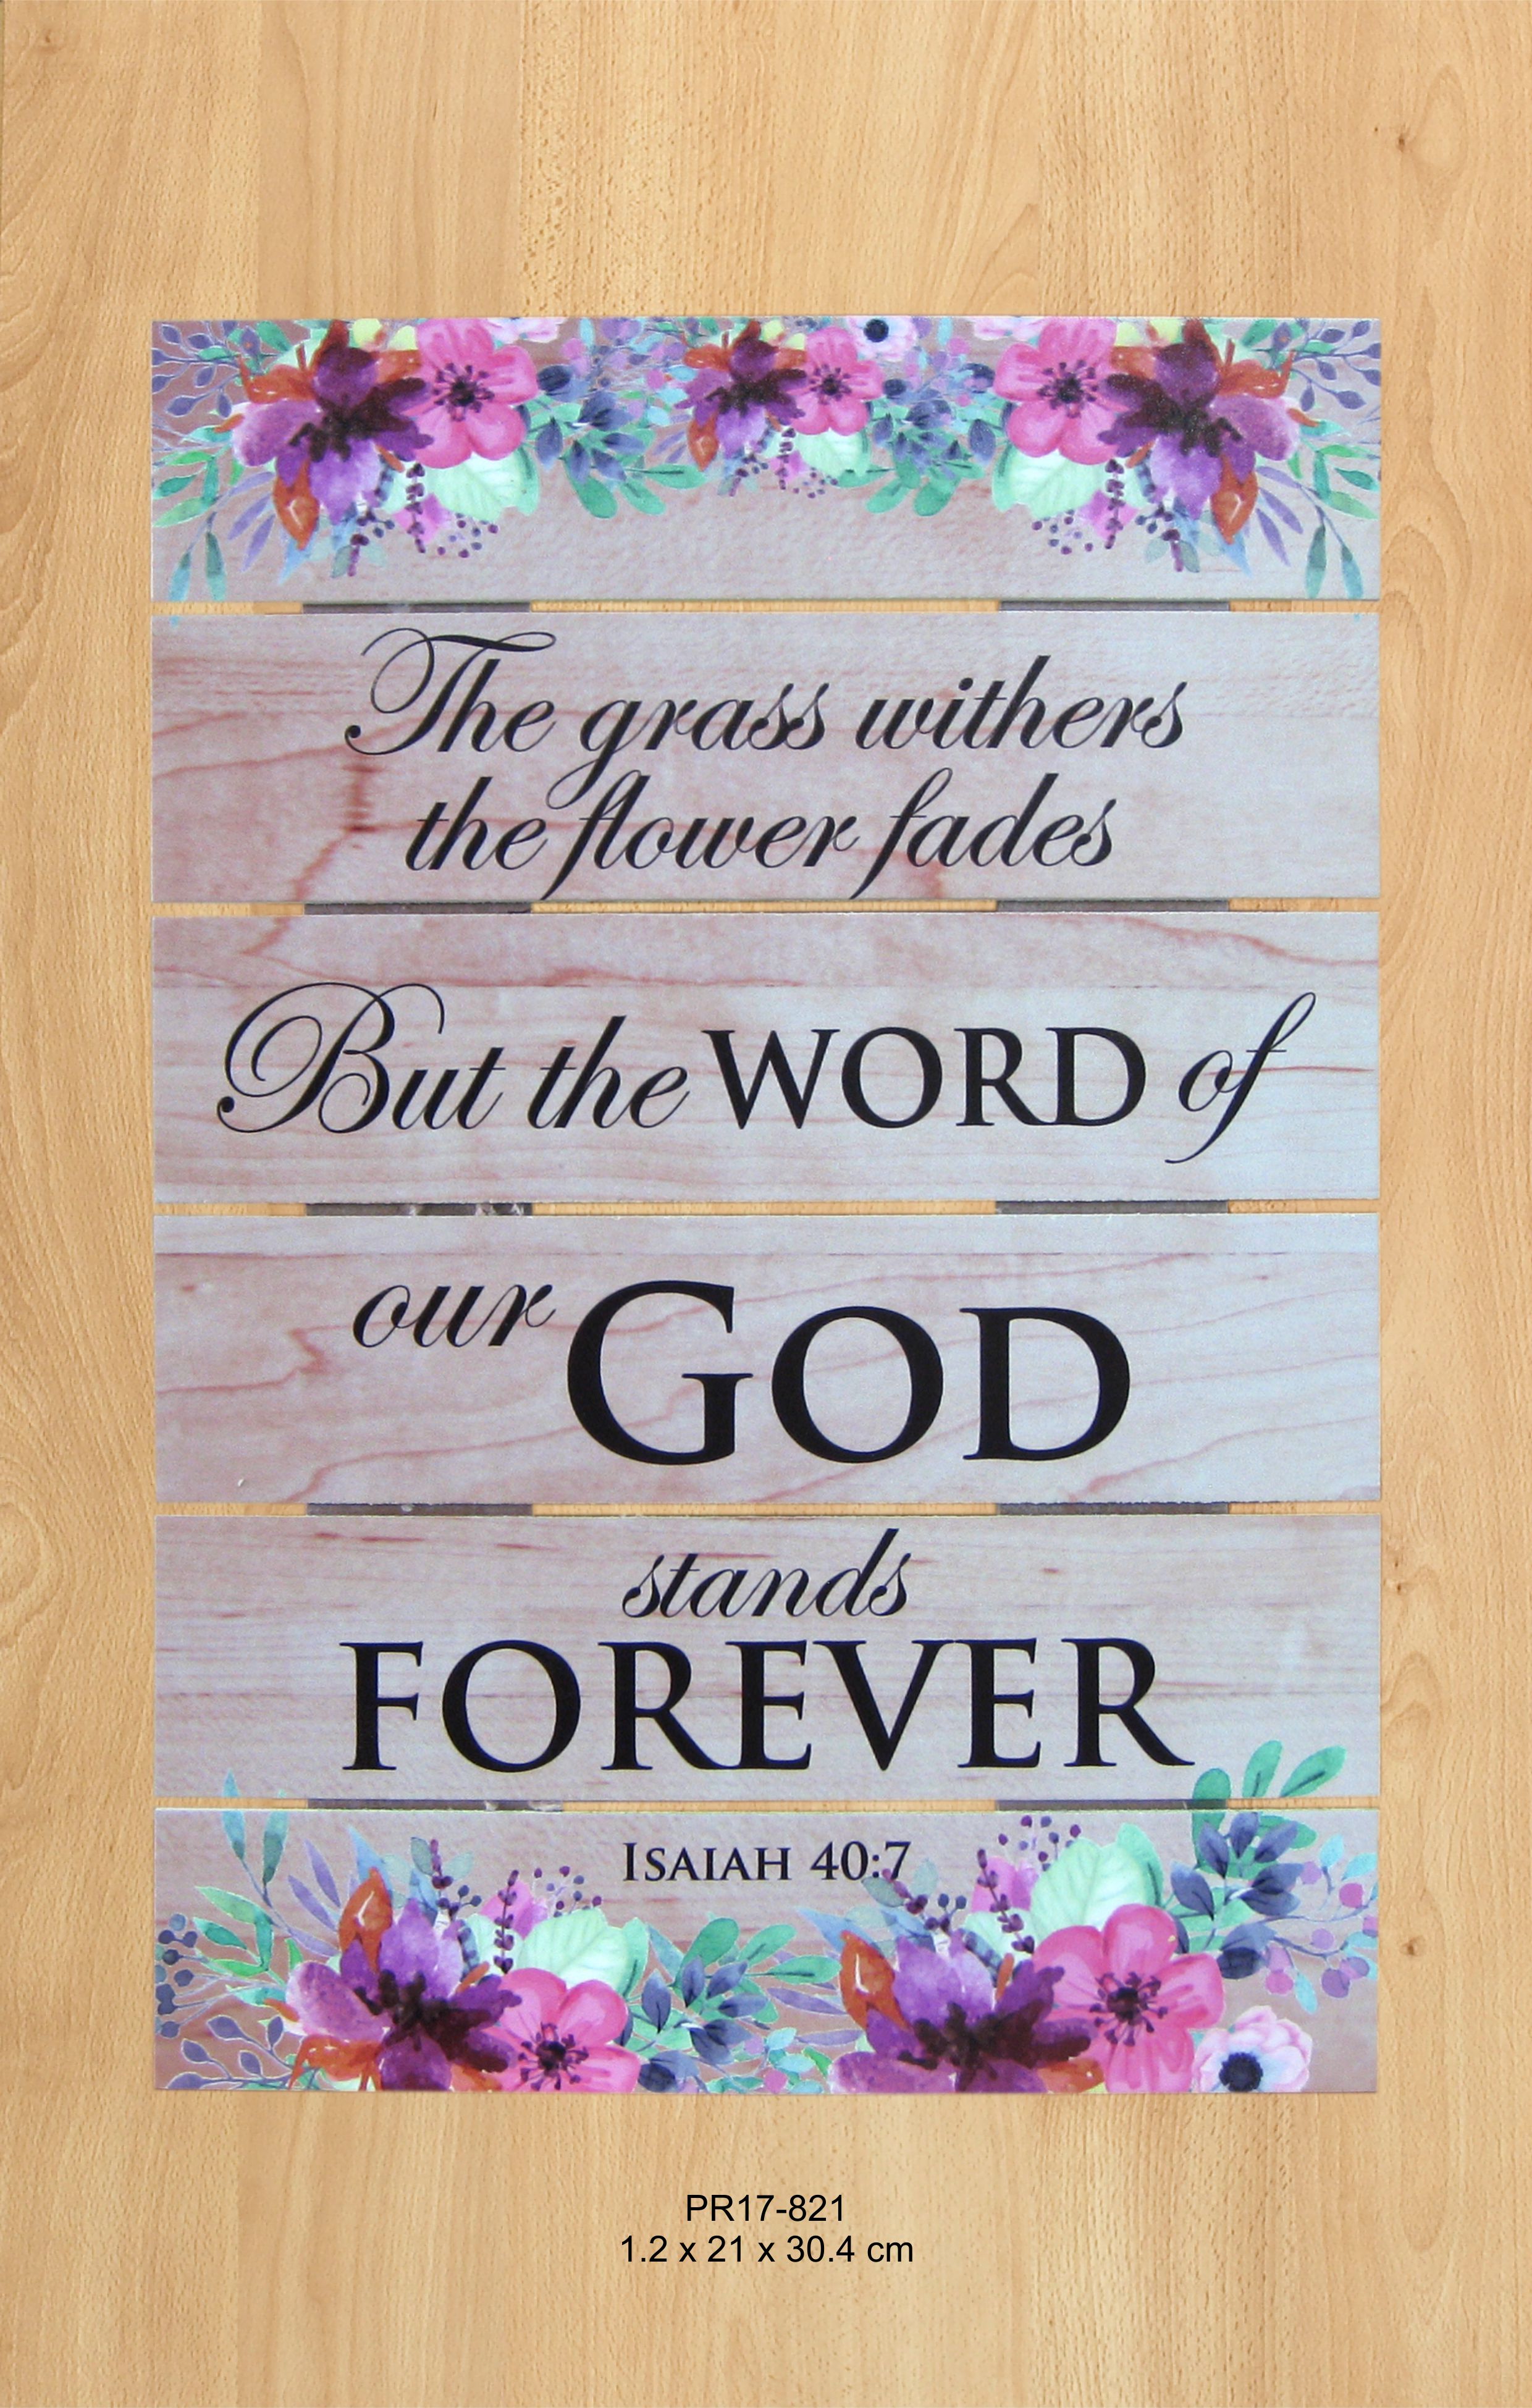 The grass withers
the flower fades
But the WORD of
our GOD
stands
FOREVER
ISAIAH 40:7
PR17-821
1.2 x 21 x 30.4 cm